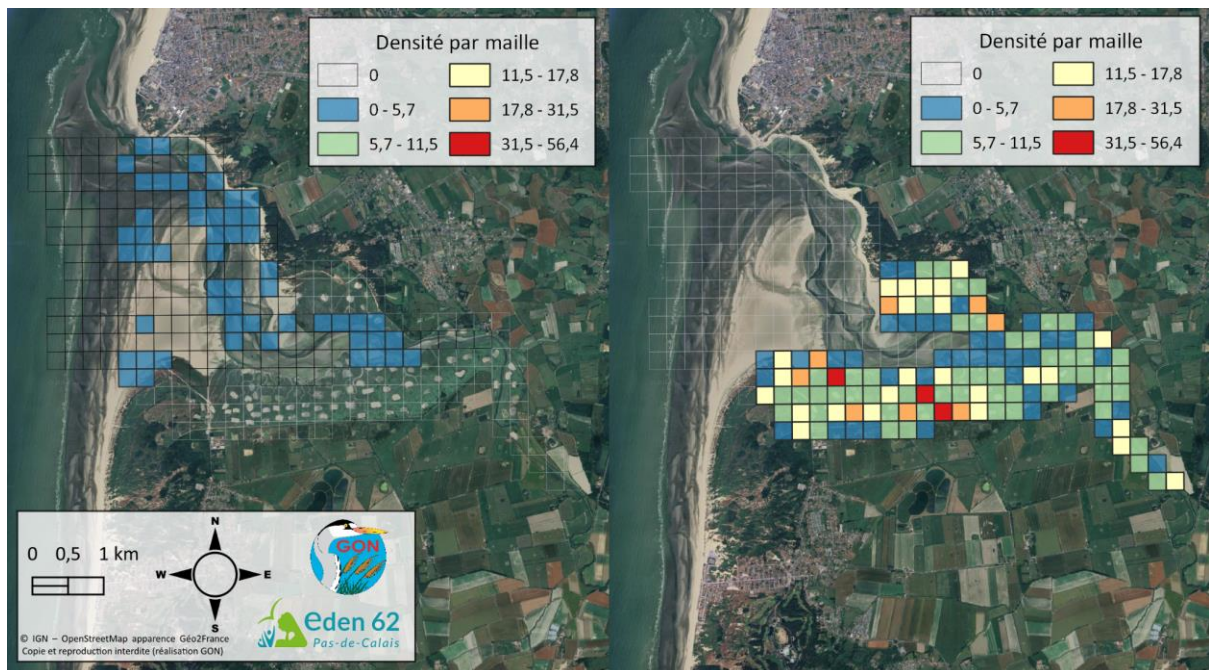 Densité par maille
0
0 - 5,7
5,7 - 11,5
11,5 - 17,8
17,8 - 31,5
31,5 - 56,4
Densité par maille
0
0 - 5,7
5,7 - 11,5
11,5 - 17,8
17,8 - 31,5
31,5 - 56,4
0 0,5 1 km
N
W E
S
GON
eden 62
Pas-de-Calais
© IGN – OpenStreetMap apparence Géo2France
Copie et reproduction interdite (réalisation GON)